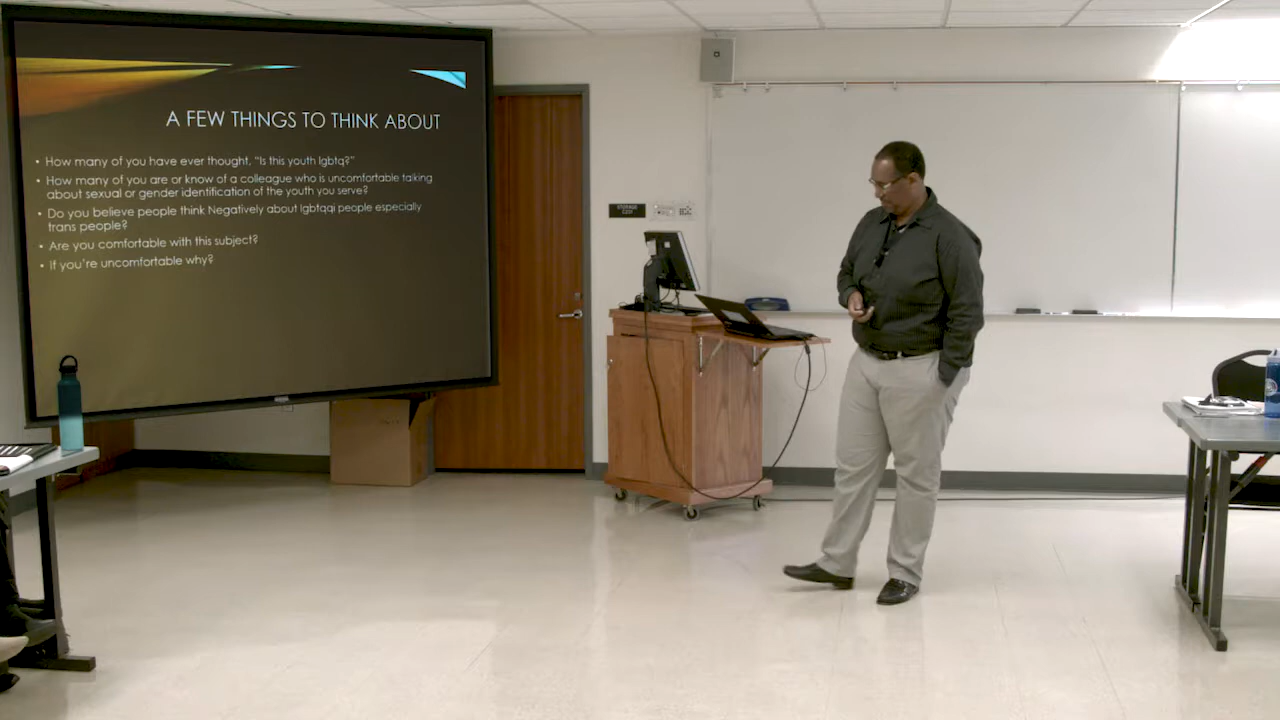 A FEW THINGS TO THINK ABOUT
• How many of you have ever thought, "Is this youth lgbtq?"
• How many of you are or know of a colleague who is uncomfortable talking
about sexual or gender identification of the youth you serve?
• Do you believe people think Negatively about lgbtqqi people especially
trans people?
• Are you comfortable with this subject?
• If you're uncomfortable why?